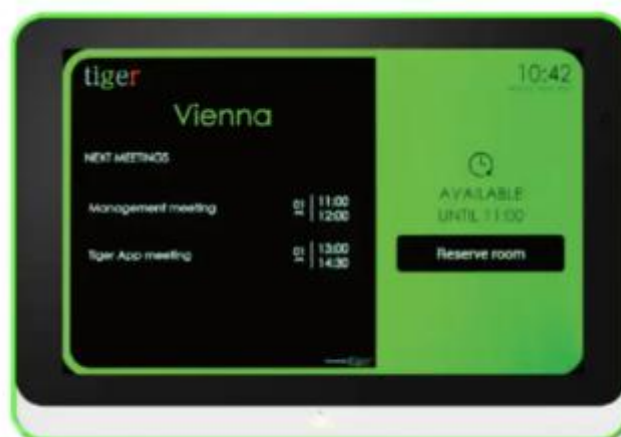 tiger
Vienna
NEXT MEETINGS
Management meeting
11:00
12:00
Tiger App meeting
13:00
14:30
10:42
AVAILABLE
UNTIL 11:00
Reserve room
tiger